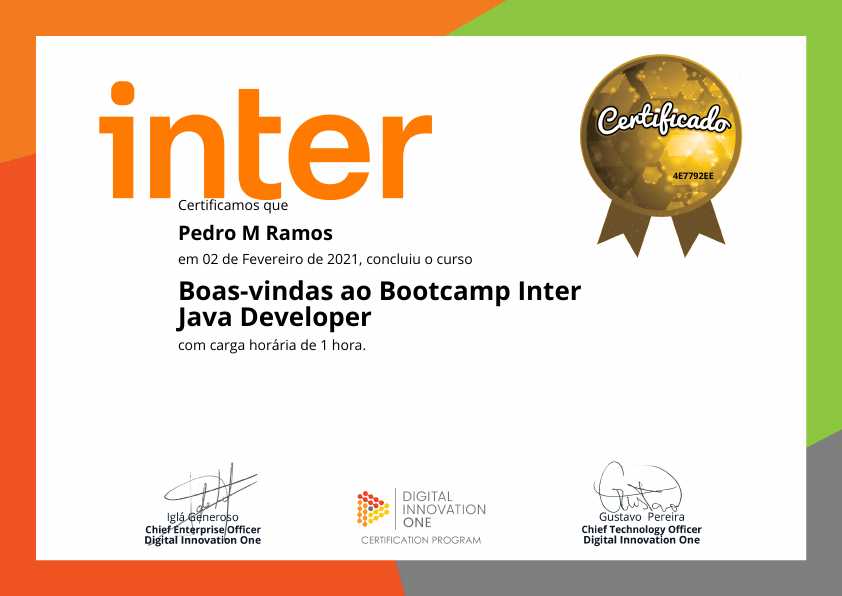 inter
Certificado
4E7792EE
Certificamos que
Pedro M Ramos
em 02 de Fevereiro de 2021, concluiu o curso
Boas-vindas ao Bootcamp Inter
Java Developer
com carga horária de 1 hora.
Iglá Generoso
Chief Enterprise Officer
Digital Innovation One
DIGITAL
INNOVATION
ONE
CERTIFICATION PROGRAM
Gustavo
Gustavo Pereira
Chief Technology Officer
Digital Innovation One